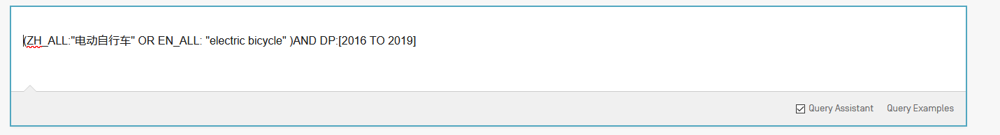 (ZH_ALL:"电动自行车" OR EN_ALL: "electric bicycle" )AND DP:[2016 TO 2019]
Query Assistant Query Examples